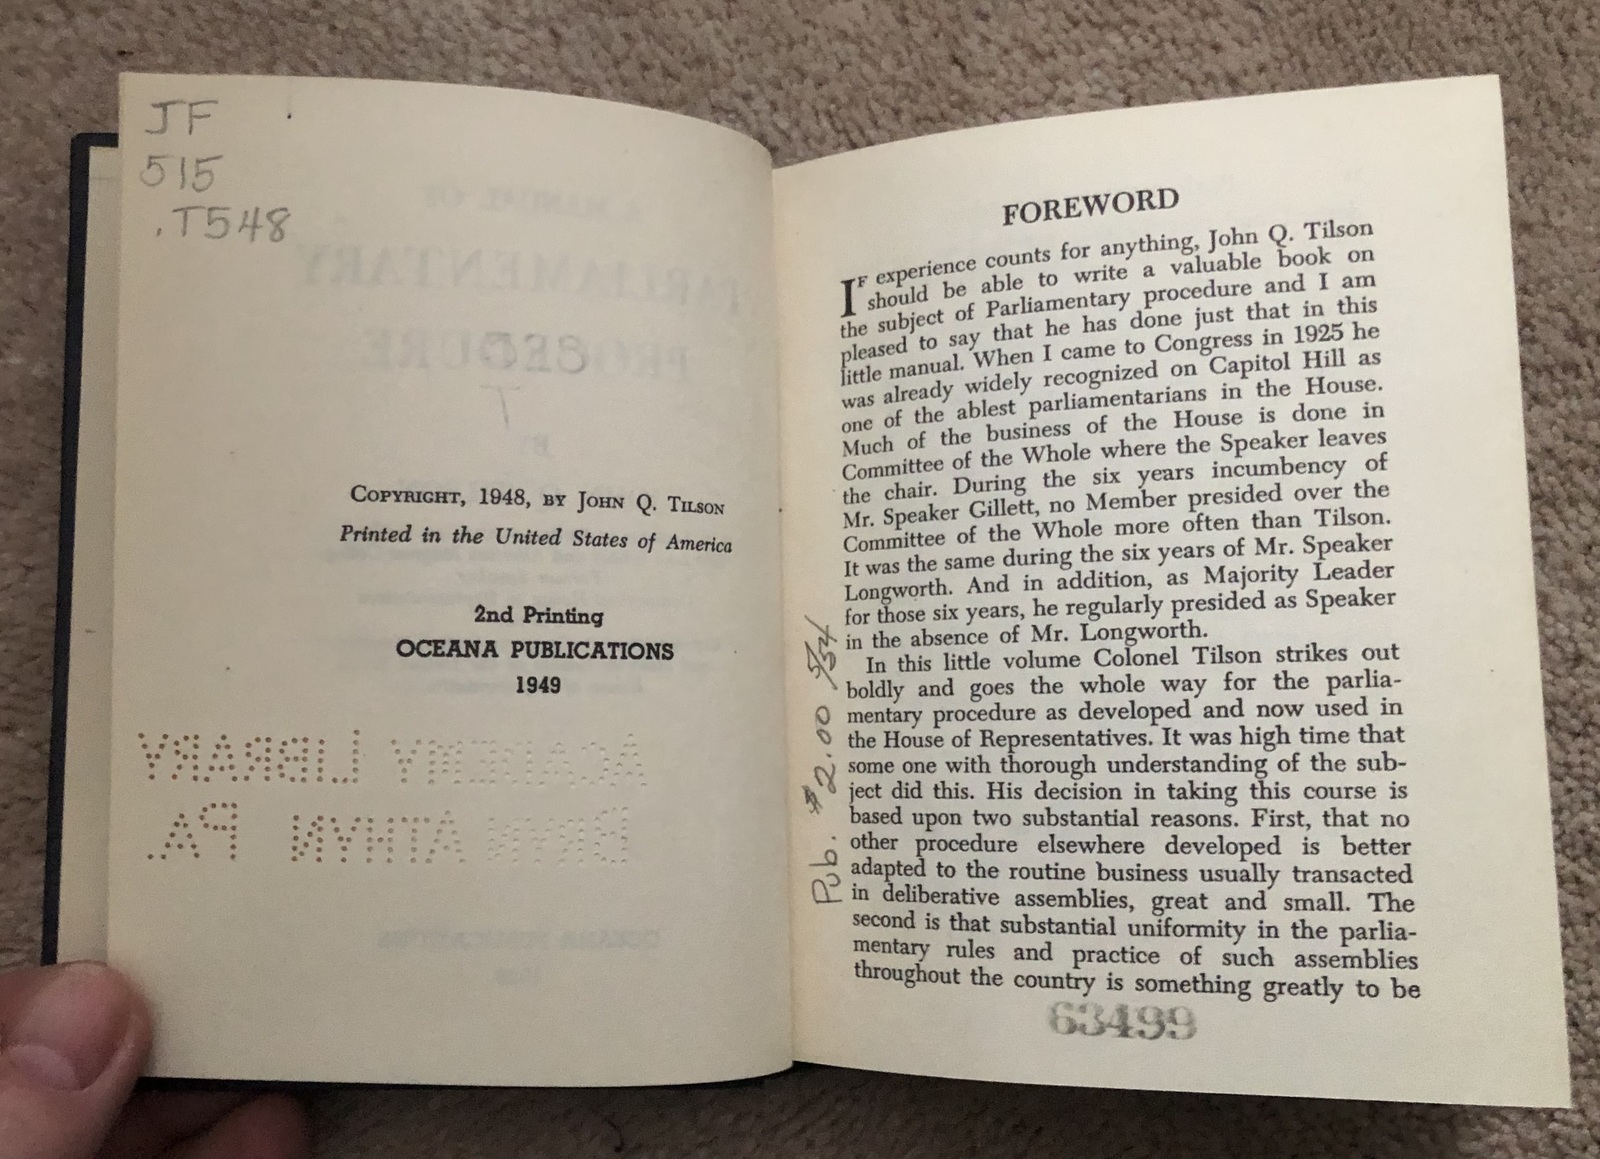 JF
515
.T548
COPYRIGHT, 1948, BY JOHN Q. TILSON
Printed in the United States of America
2nd Printing
OCEANA PUBLICATIONS
1949
ACADEMY LIBRARY
BRYN ATHYN PA.
FOREWORD
IF experience counts for anything, John Q. Tilson
should be able to write a valuable book on
the subject of Parliamentary procedure and I am
pleased to say that he has done just that in this
little manual. When I came to Congress in 1925 he
was already widely recognized on Capitol Hill as
one of the ablest parliamentarians in the House.
Much of the business of the House is done in
Committee of the Whole where the Speaker leaves
the chair. During the six years incumbency of
Mr. Speaker Gillett, no Member presided over the
Committee of the Whole more often than Tilson.
It was the same during the six years of Mr. Speaker
Longworth. And in addition, as Majority Leader
for those six years, he regularly presided as Speaker
in the absence of Mr. Longworth.
In this little volume Colonel Tilson strikes out
boldly and goes the whole way for the parlia-
mentary procedure as developed and now used in
the House of Representatives. It was high time that
some one with thorough understanding of the sub-
ject did this. His decision in taking this course is
based upon two substantial reasons. First, that no
other procedure elsewhere developed is better
adapted to the routine business usually transacted
in deliberative assemblies, great and small. The
second is that substantial uniformity in the parlia-
mentary rules and practice of such assemblies
throughout the country is something greatly to be
63499
Pub. $2.00 5/54